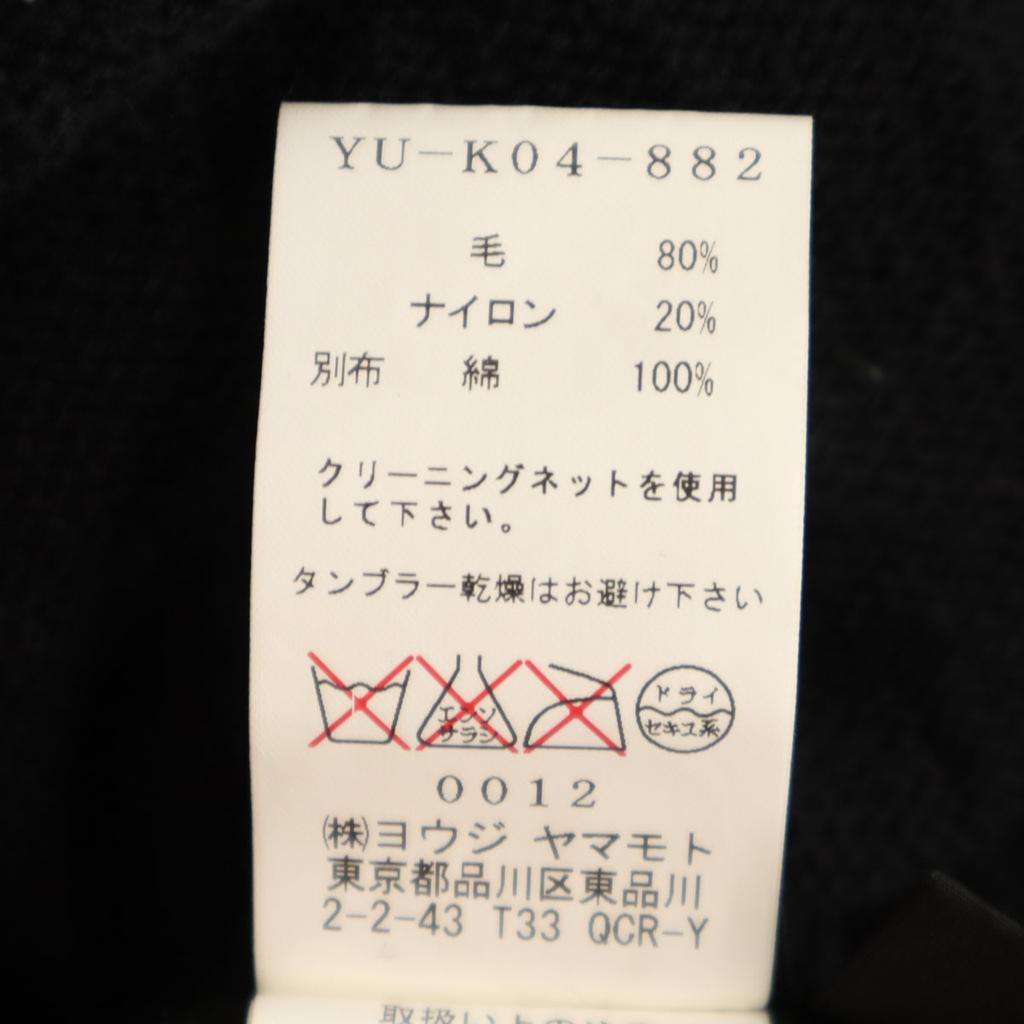 YU-K04-882
毛 80%
ナイロン 20%
別布 綿 100%
クリーニングネットを使用
して下さい。
タンブラー乾燥はお避け下さい
エンソ
サラシ
ドライ
セキユ系
0012
㈱ヨウジ ヤマモト
東京都品川区東品川
2-2-43 T33 QCR-Y